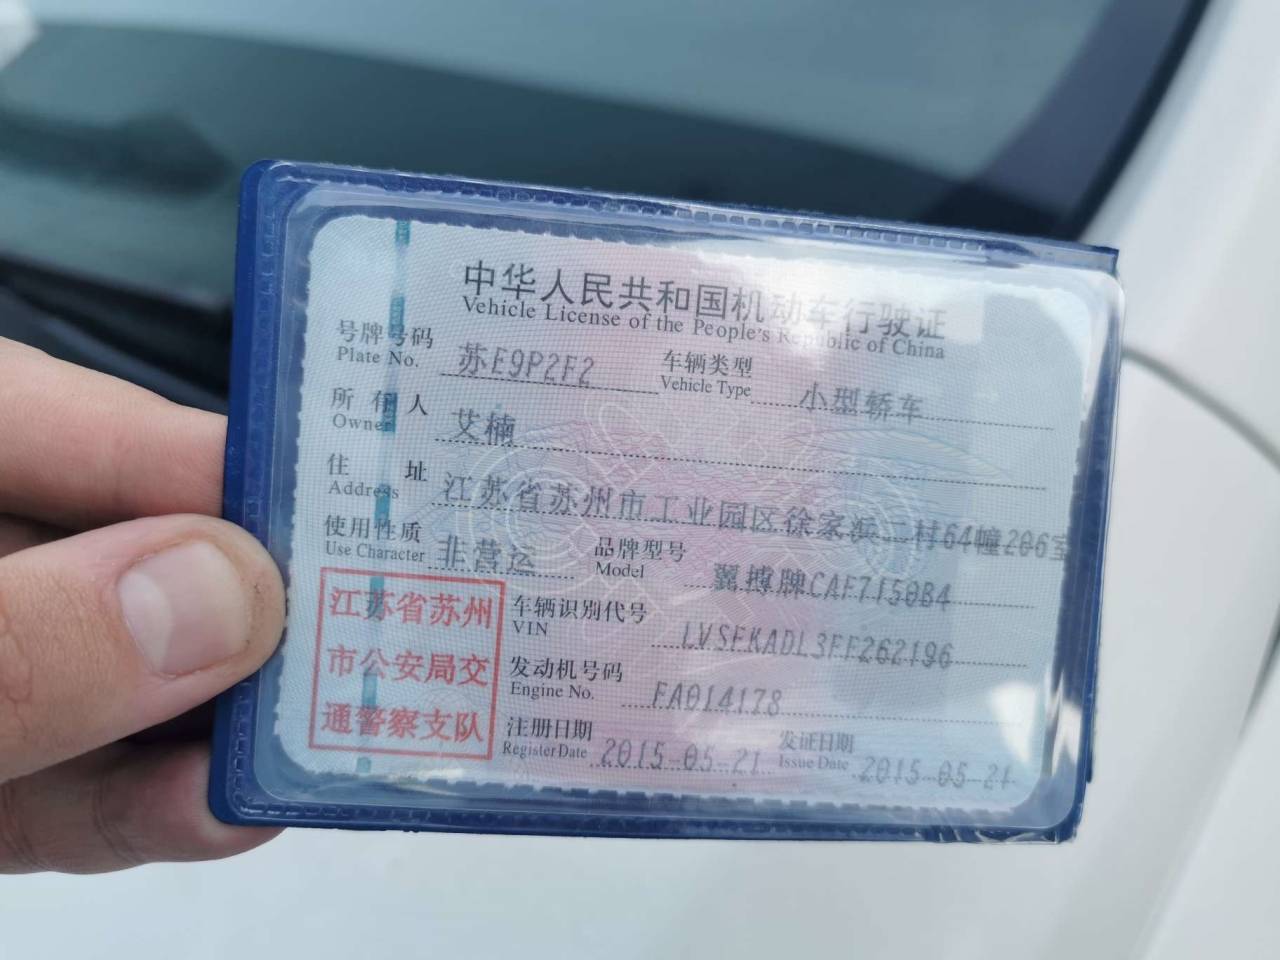 中华人民共和国机动车行驶证
Vehicle License of the People's Republic of China
号牌号码 苏E9P2F2 车辆类型 小型轿车
Plate No. Vehicle Type
所有人 艾楠
Owner
住址 江苏省苏州市工业园区徐家浜二村64幢206室
Address
使用性质 非营运 品牌型号 翼搏牌CAF7150B4
Use Character Model
江苏省苏州
市公安局交
通警察支队
车辆识别代号 LVSFKADL3FF262196
VIN
发动机号码 FA014178
Engine No.
注册日期 2015-05-21 发证日期 2015-05-21
Register Date Issue Date